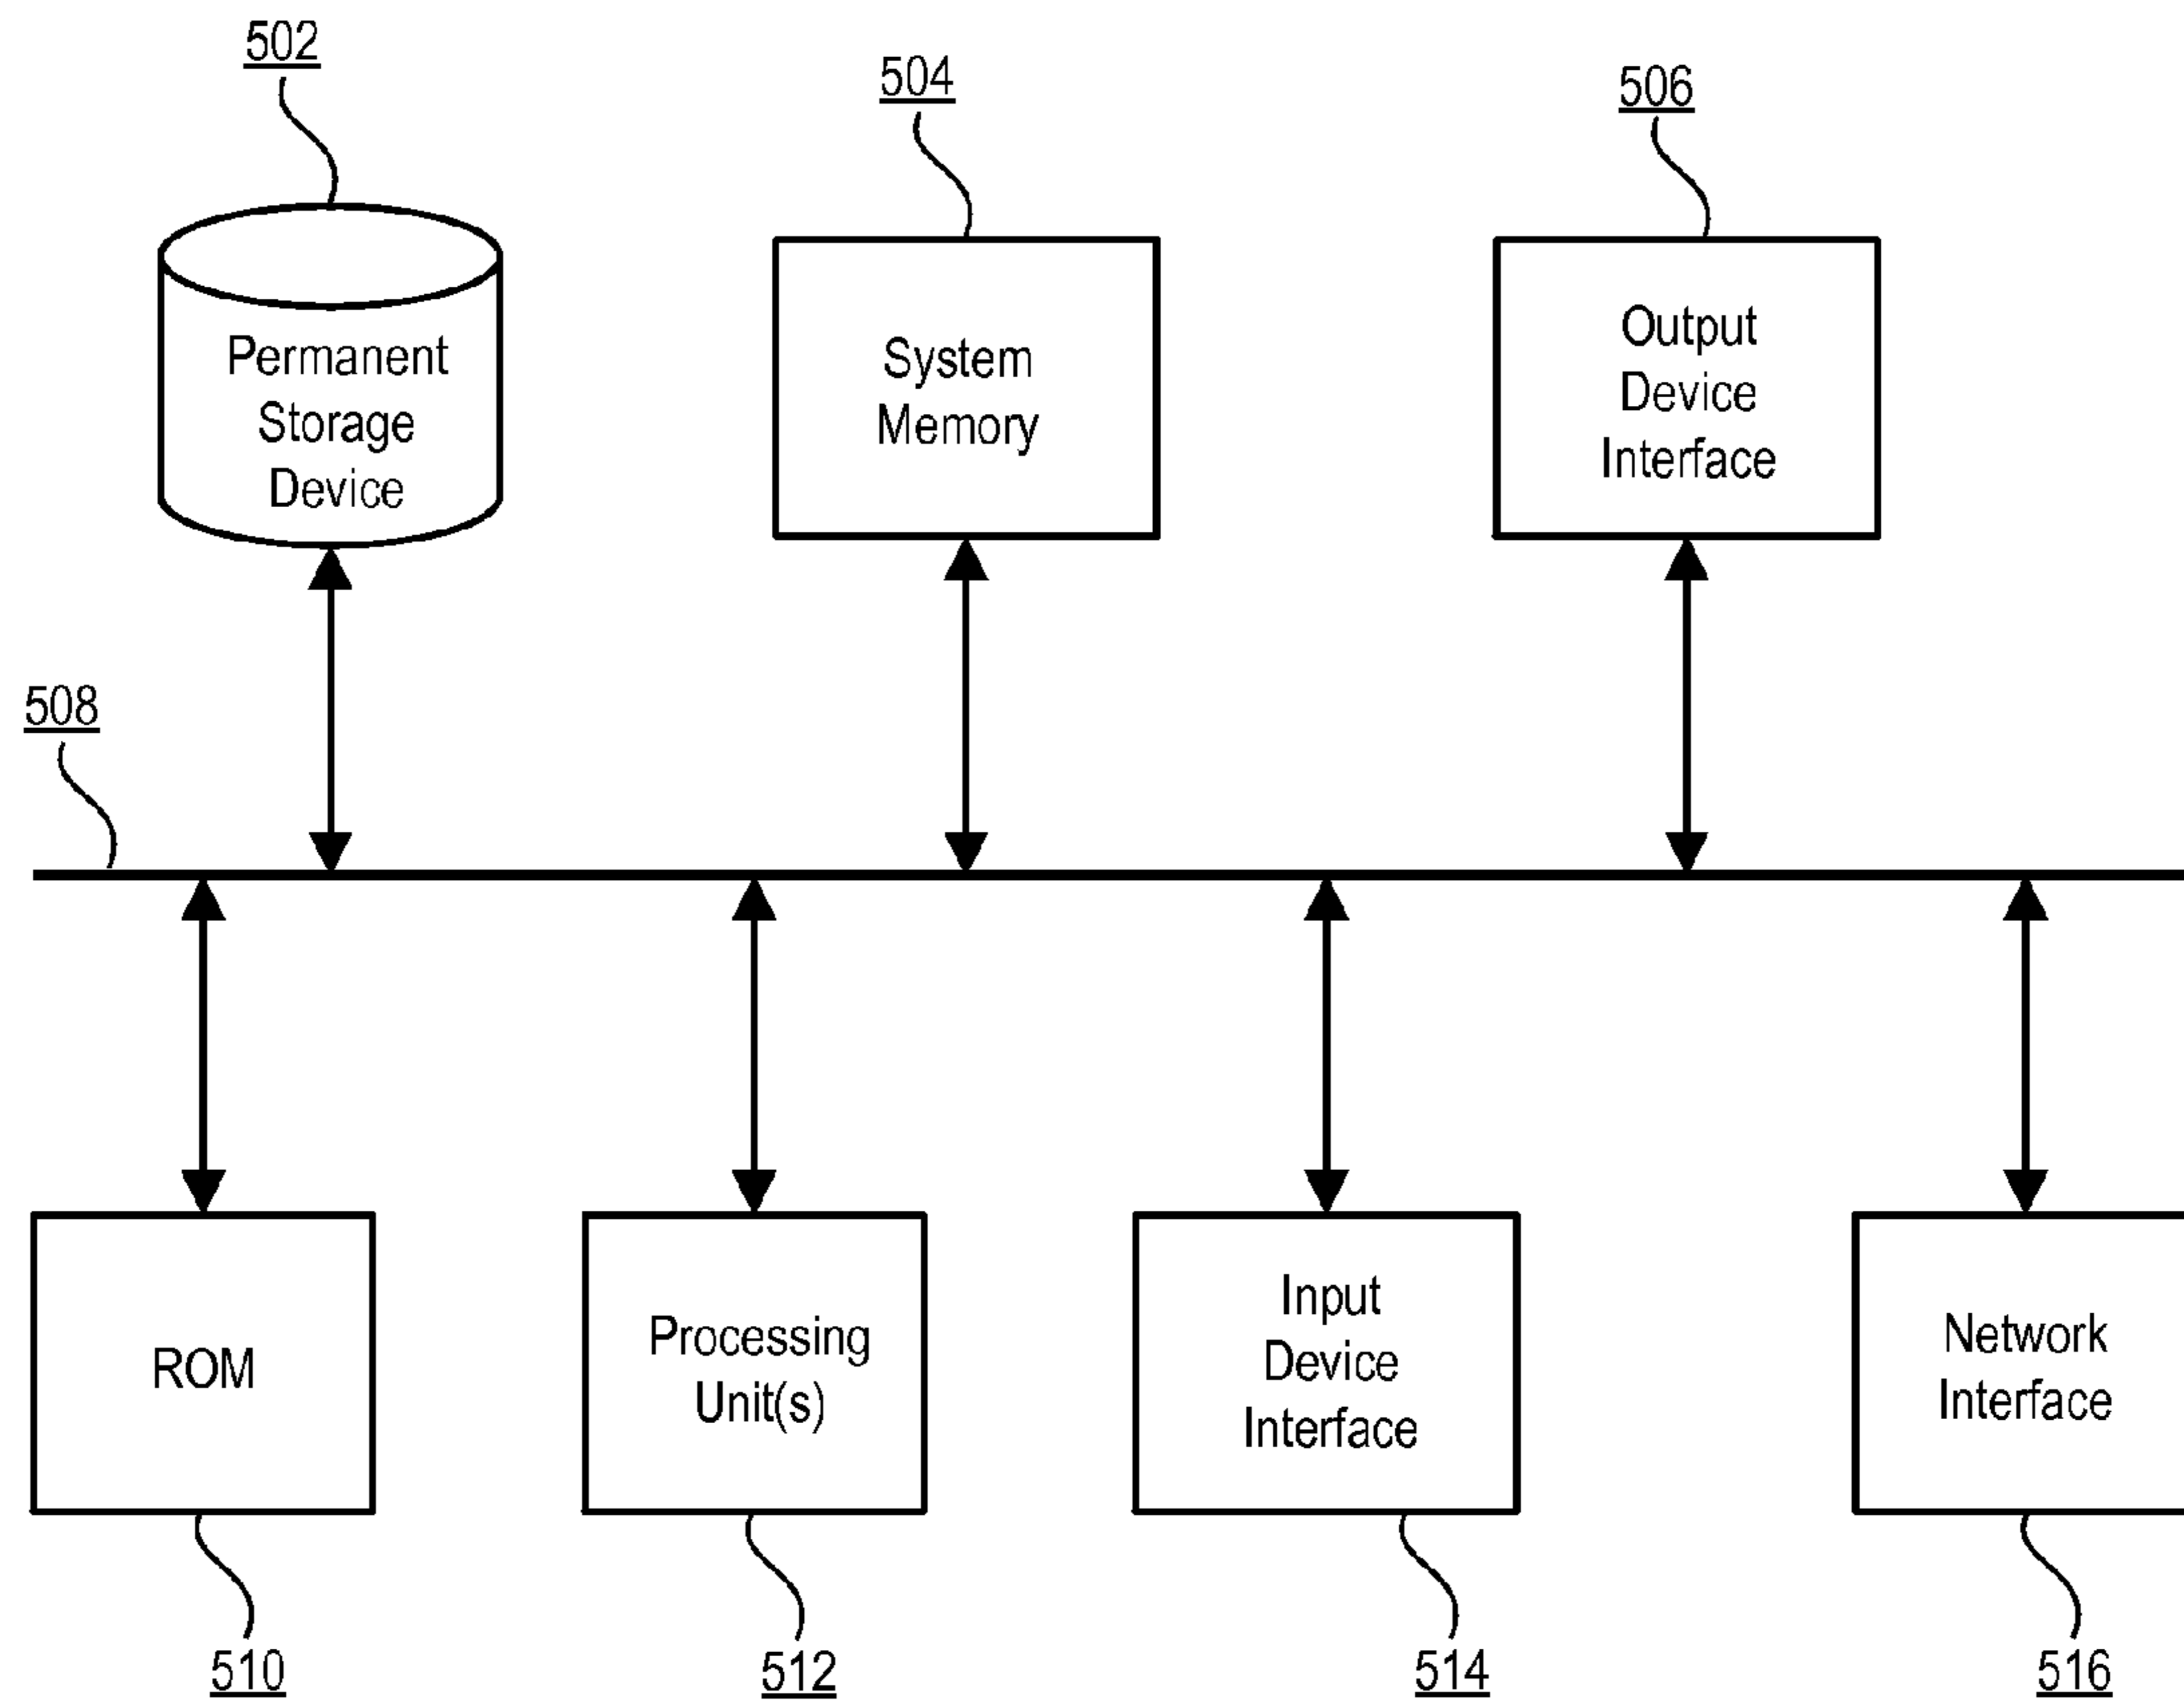 502
504
506
Permanent
Storage
Device
System
Memory
Output
Device
Interface
508
ROM
Processing
Unit(s)
Input
Device
Interface
Network
Interface
510
512
514
516